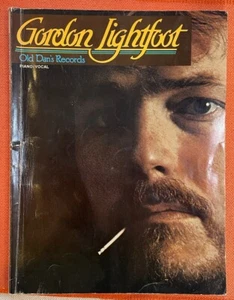 Gordon Lightfoot
Old Dan's Records
PIANO/VOCAL